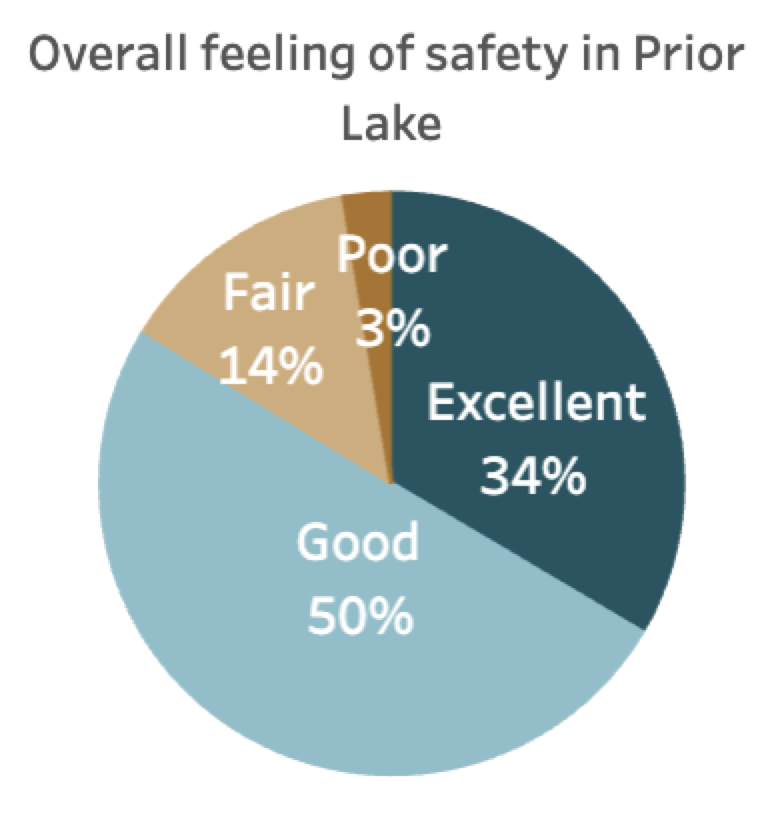 Overall feeling of safety in Prior
Lake
Poor
3%
Fair
14%
Excellent
34%
Good
50%